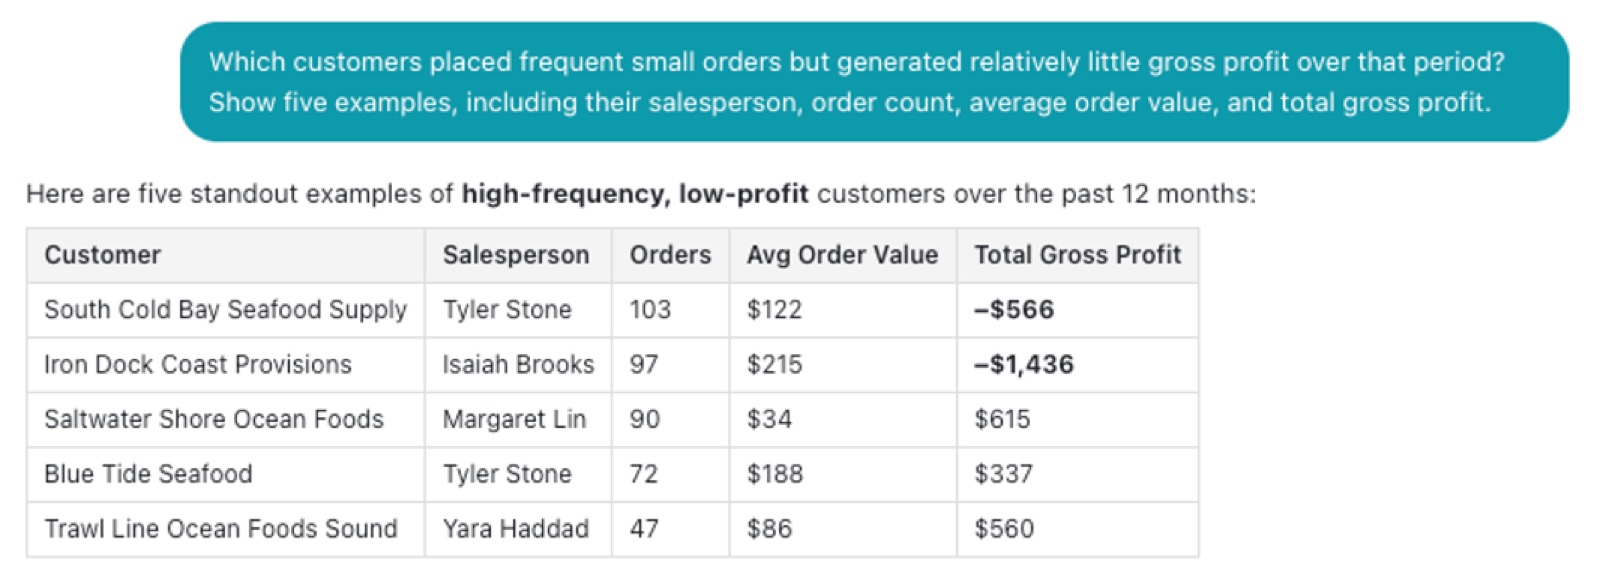 Which customers placed frequent small orders but generated relatively little gross profit over that period?
Show five examples, including their salesperson, order count, average order value, and total gross profit.
Here are five standout examples of high-frequency, low-profit customers over the past 12 months:
Customer Salesperson Orders Avg Order Value Total Gross Profit
South Cold Bay Seafood Supply Tyler Stone 103 $122 –$566
Iron Dock Coast Provisions Isaiah Brooks 97 $215 –$1,436
Saltwater Shore Ocean Foods Margaret Lin 90 $34 $615
Blue Tide Seafood Tyler Stone 72 $188 $337
Trawl Line Ocean Foods Sound Yara Haddad 47 $86 $560